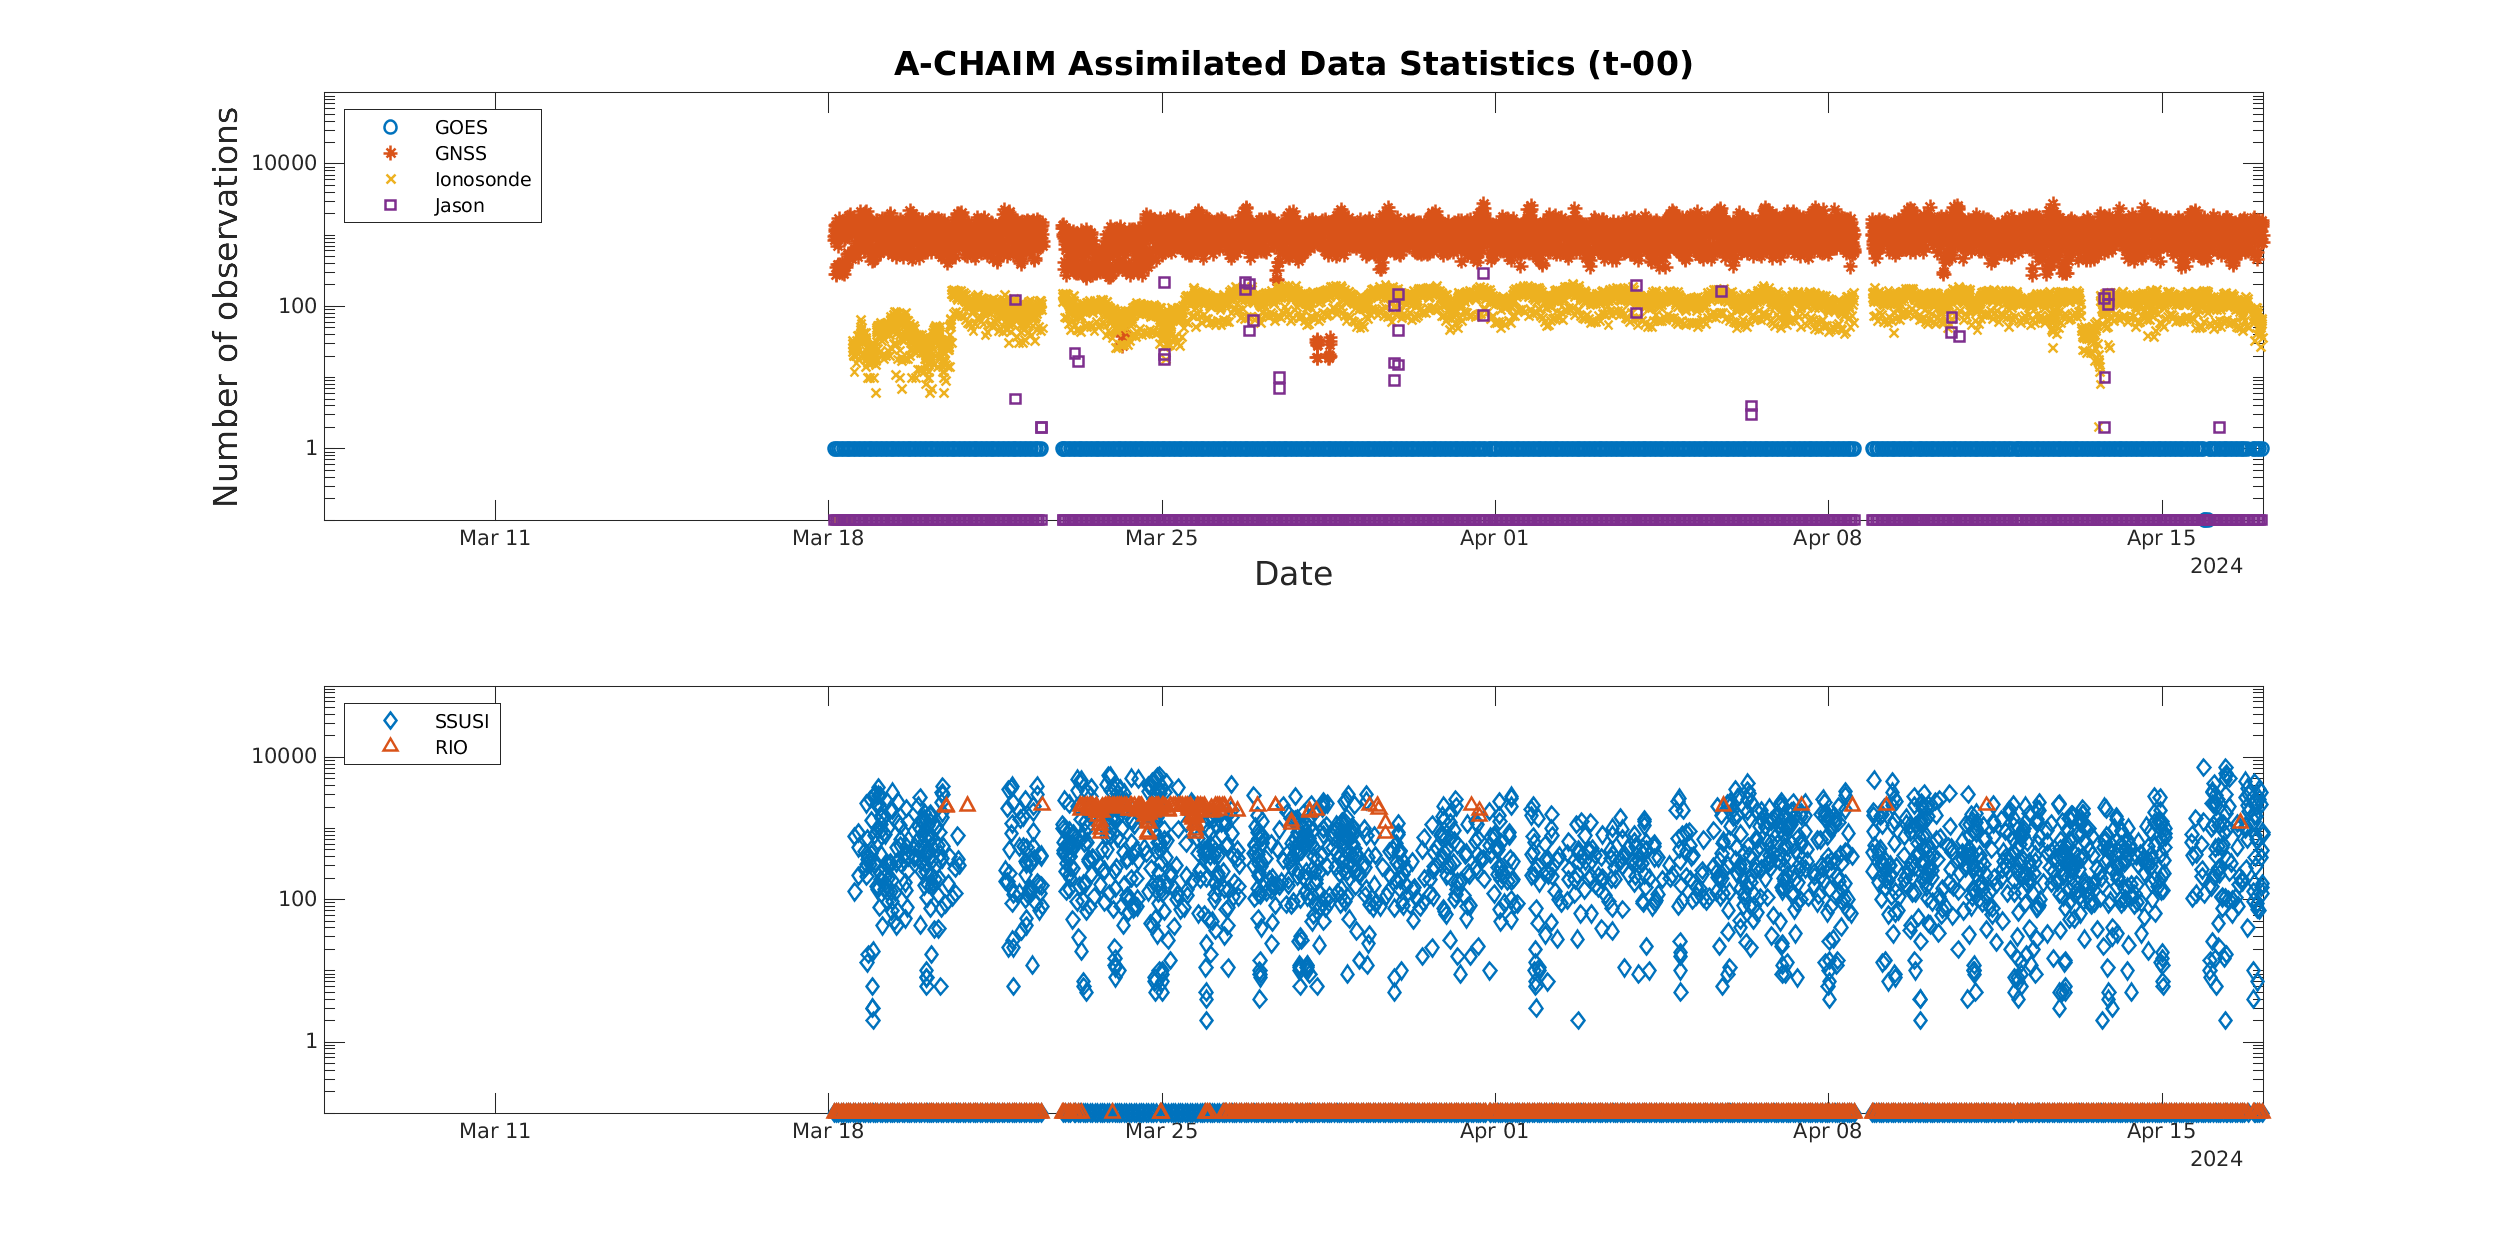 A-CHAIM Assimilated Data Statistics (t-00)
Number of observations
10000
100
1
GOES
GNSS
Ionosonde
Jason
Mar 11
Mar 18
Mar 25
Apr 01
Apr 08
Apr 15
2024
Date
10000
100
1
SSUSI
RIO
Mar 11
Mar 18
Mar 25
Apr 01
Apr 08
Apr 15
2024